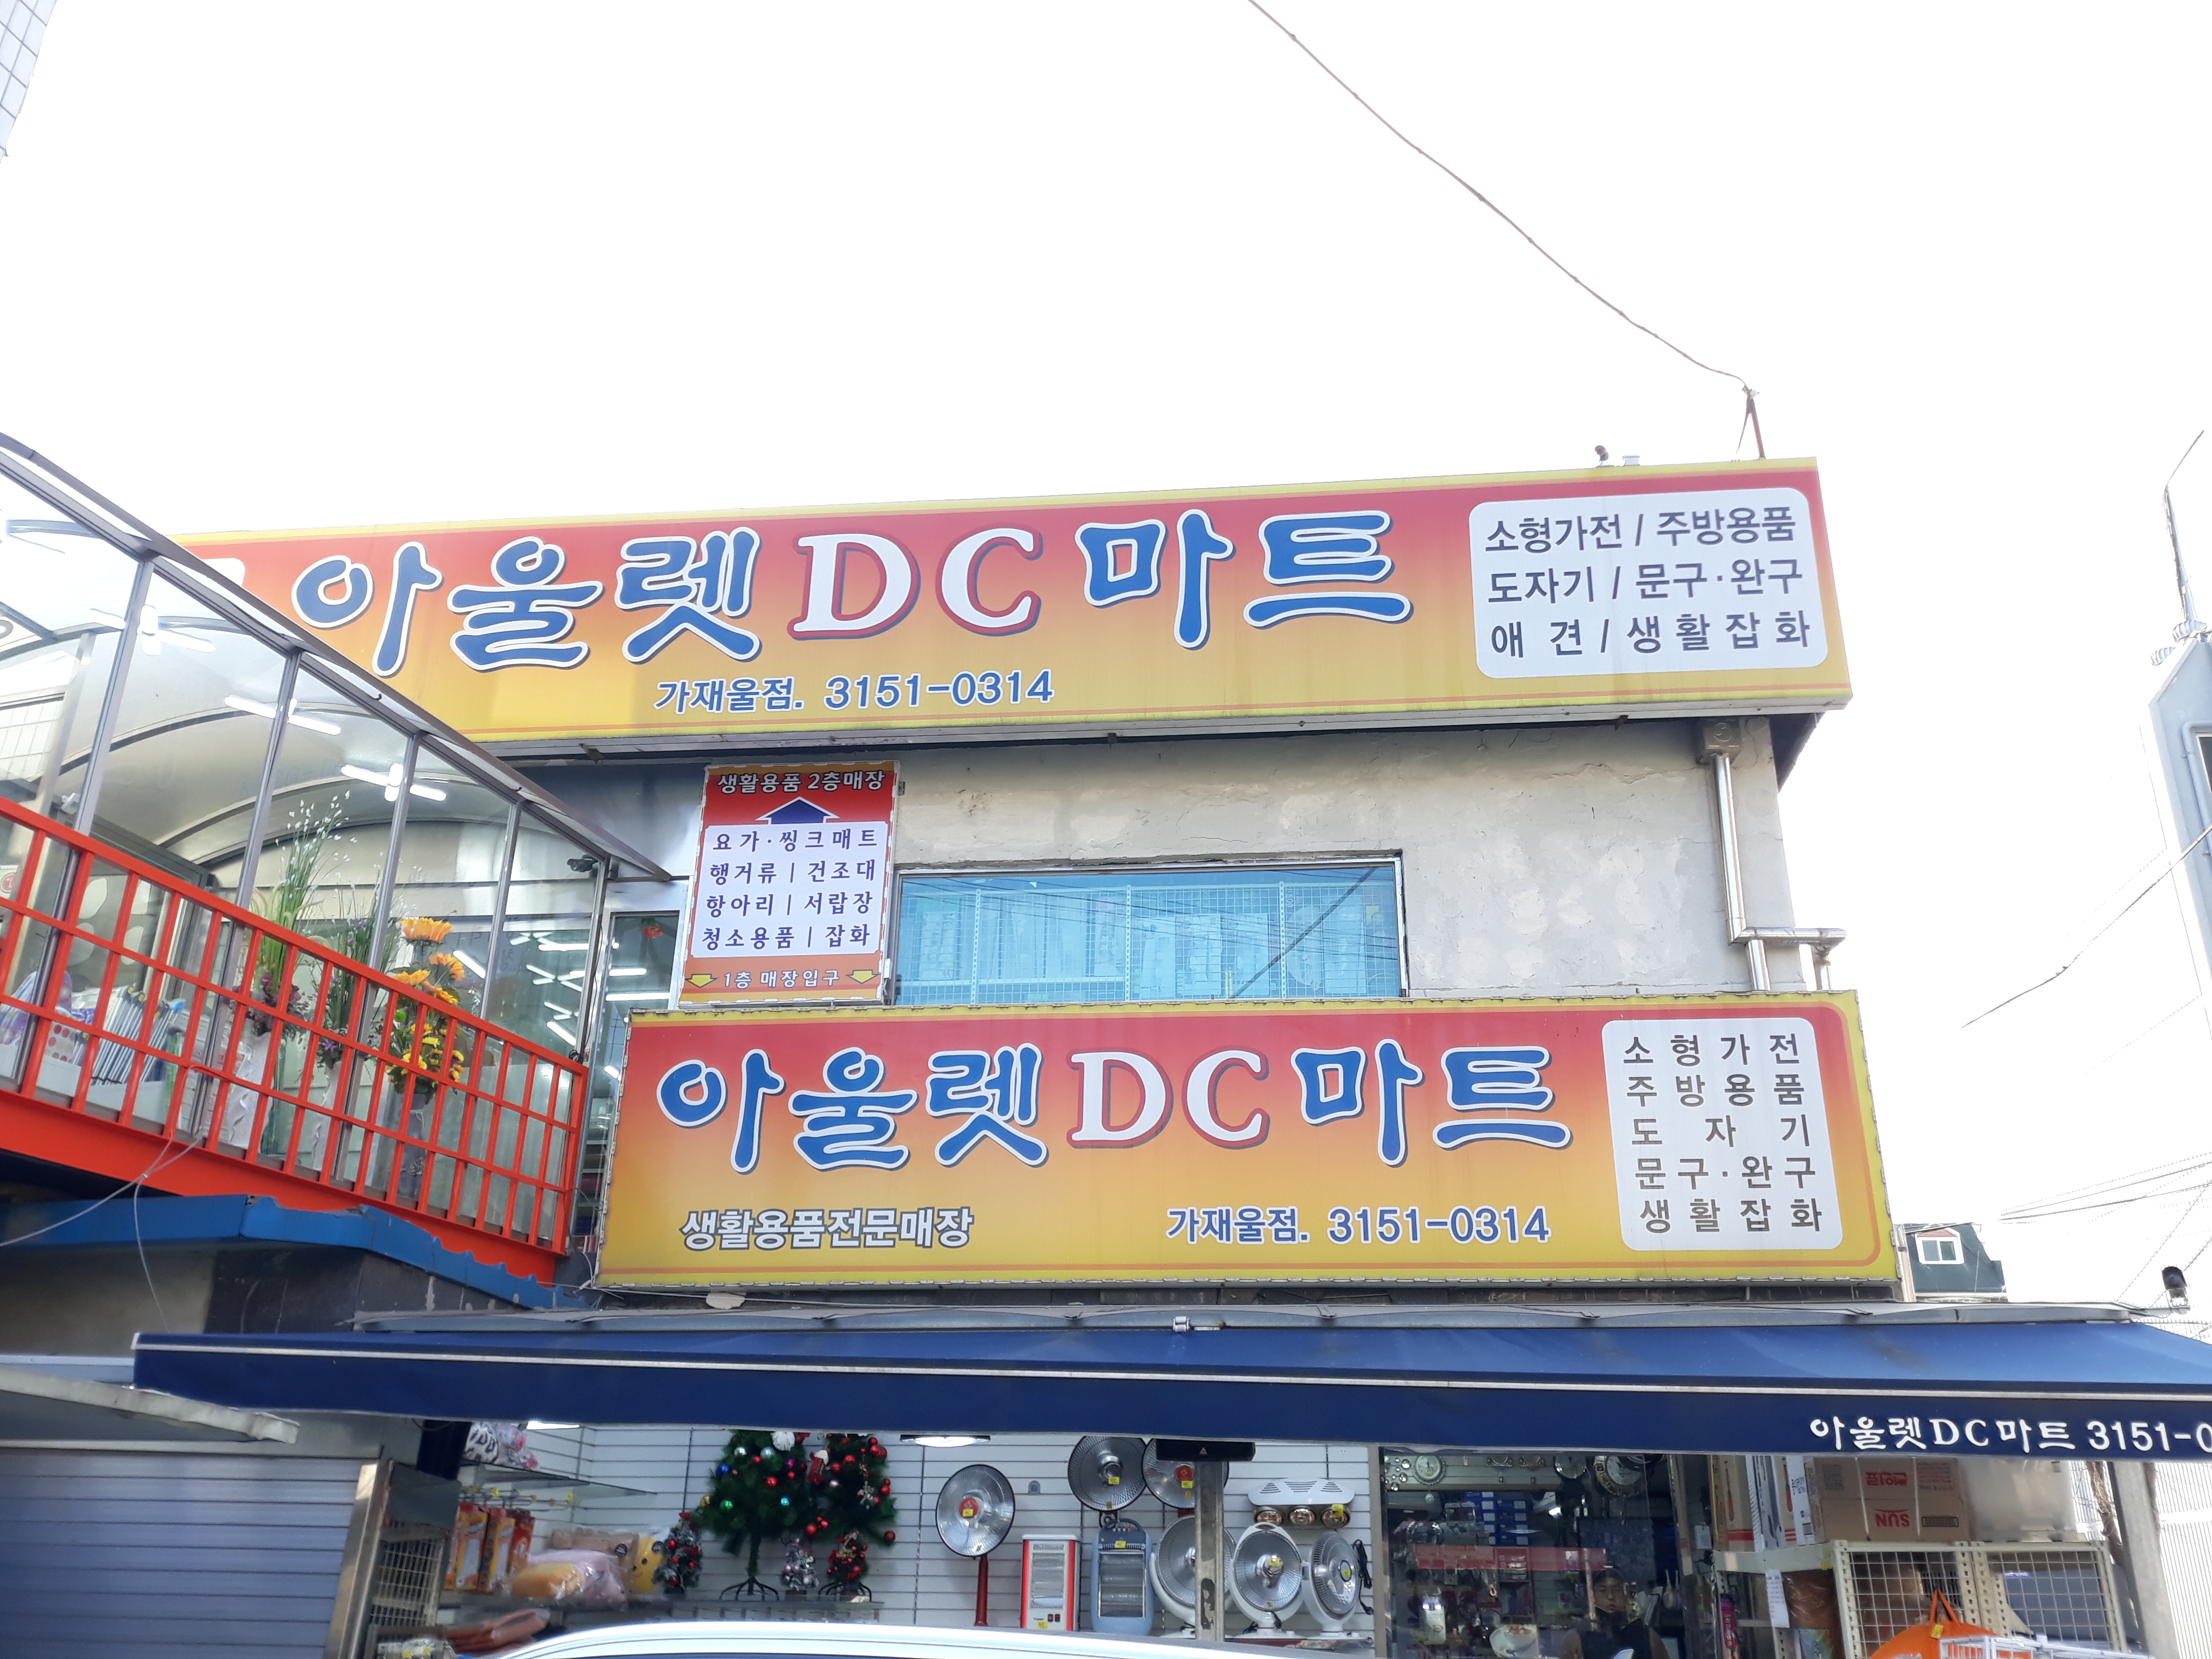 아울렛DC마트
가재울점. 3151-0314
소형가전 / 주방용품
도자기 / 문구·완구
애 견 / 생 활 잡 화
생활용품 2층매장
요가·씽크매트
행거류 | 건조대
항아리 | 서랍장
청소용품 | 잡화
1층 매장입구
아울렛DC마트
생활용품전문매장
가재울점. 3151-0314
소 형 가 전
주 방 용 품
도 자 기
문구·완구
생 활 잡 화
아울렛DC마트 3151-0
SUN